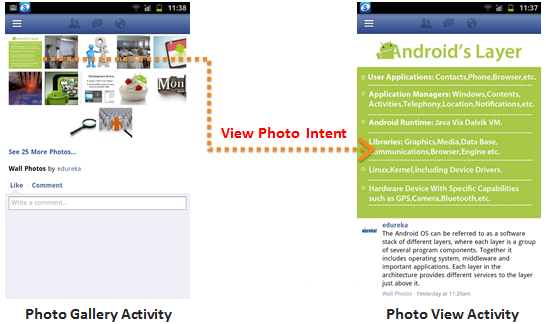 11:38
Development Device
Mon
See 25 More Photos...
Wall Photos by edureka
Like · Comment
Write a comment...
Photo Gallery Activity
View Photo Intent
11:37
Android's Layer
User Applications: Contacts,Phone,Browser,etc.
Application Managers: Windows,Contents,
Activities,Telephony,Location,Notifications,etc.
Android Runtime: Java Via Dalvik VM.
Libraries: Graphics,Media,Data Base,
Communications,Browser,Engine etc.
Linux,Kernel,Including Device Drivers.
Hardware Device With Specific Capabilities
such as GPS,Camera,Bluetooth,etc.
edureka!
edureka
The Android OS can be referred to as a software
stack of different layers, where each layer is a group
of several program components. Together it
includes operating system, middleware and
important applications. Each layer in the
architecture provides different services to the layer
just above it.
Wall Photos · Yesterday at 11:20am
Photo View Activity